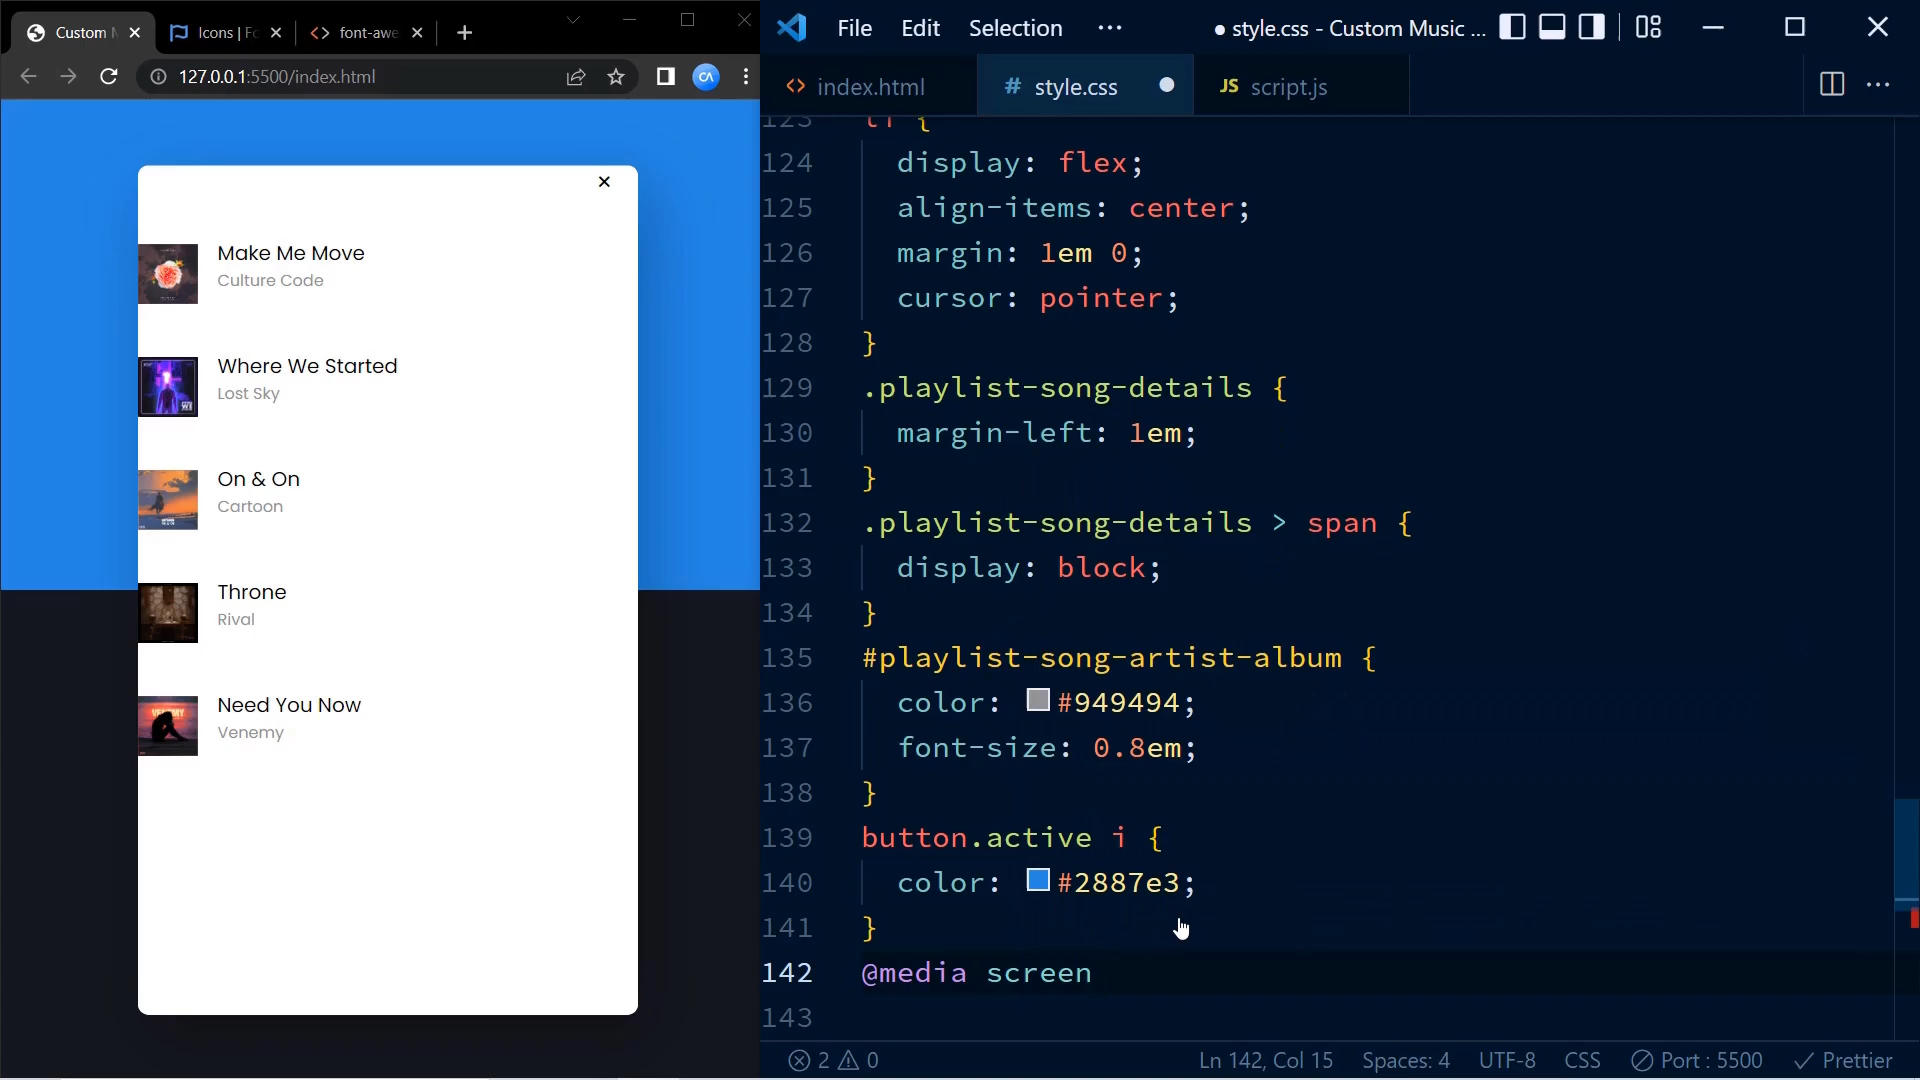 Custom M
Icons | Fo
font-awe
127.0.0.1:5500/index.html
CA
Make Me Move
Culture Code
Where We Started
Lost Sky
On & On
Cartoon
Throne
Rival
Need You Now
Venemy
File Edit Selection ··· ● style.css - Custom Music ...
<> index.html
# style.css ●
JS script.js
123 li {
124 display: flex;
125 align-items: center;
126 margin: 1em 0;
127 cursor: pointer;
128 }
129 .playlist-song-details {
130 margin-left: 1em;
131 }
132 .playlist-song-details > span {
133 display: block;
134 }
135 #playlist-song-artist-album {
136 color: #949494;
137 font-size: 0.8em;
138 }
139 button.active i {
140 color: #2887e3;
141 }
142 @media screen
143
2 0 Ln 142, Col 15 Spaces: 4 UTF-8 CSS Port : 5500 Prettier